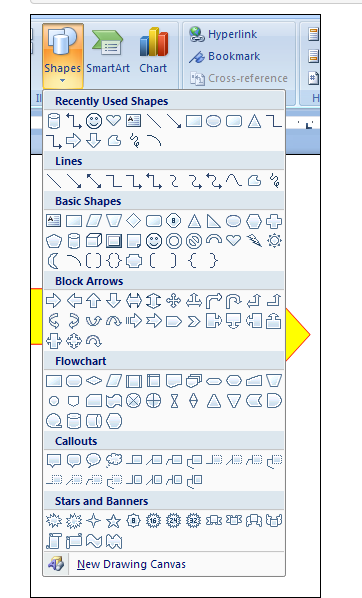 Shapes SmartArt Chart
Hyperlink
Bookmark
Cross-reference
Recently Used Shapes
Lines
Basic Shapes
Block Arrows
Flowchart
Callouts
Stars and Banners
New Drawing Canvas